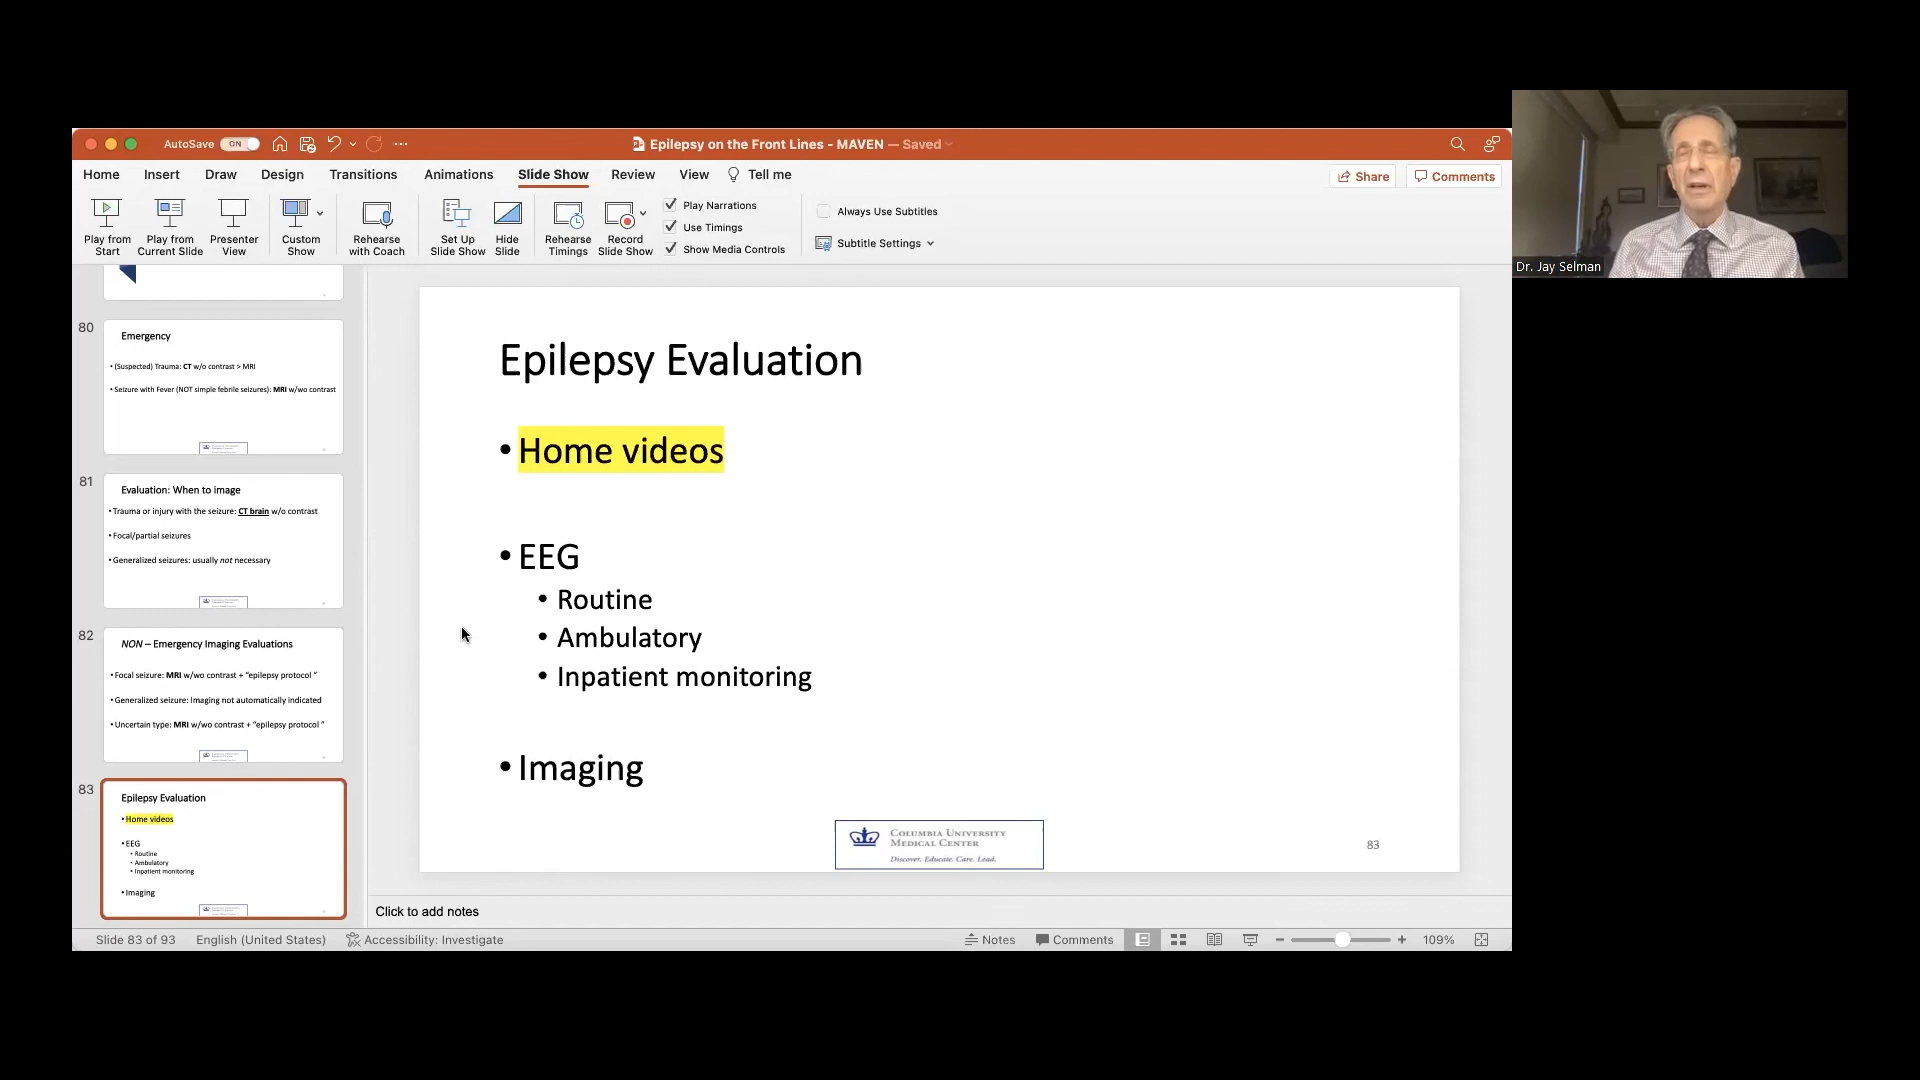 AutoSave ON
Epilepsy on the Front Lines - MAVEN — Saved
Home Insert Draw Design Transitions Animations Slide Show Review View Tell me
Share Comments
Play from Start
Play from Current Slide
Presenter View
Custom Show
Rehearse with Coach
Set Up Slide Show
Hide Slide
Rehearse Timings
Record Slide Show
Play Narrations
Use Timings
Show Media Controls
Always Use Subtitles
Subtitle Settings
Dr. Jay Selman
80
Emergency
• (Suspected) Trauma: CT w/o contrast > MRI
• Seizure with Fever (NOT simple febrile seizures): MRI w/wo contrast
81
Evaluation: When to image
• Trauma or injury with the seizure: CT brain w/o contrast
• Focal/partial seizures
• Generalized seizures: usually not necessary
82
NON – Emergency Imaging Evaluations
• Focal seizure: MRI w/wo contrast + “epilepsy protocol ”
• Generalized seizure: Imaging not automatically indicated
• Uncertain type: MRI w/wo contrast + “epilepsy protocol ”
83
Epilepsy Evaluation
• Home videos
• EEG
• Routine
• Ambulatory
• Inpatient monitoring
• Imaging
Epilepsy Evaluation
• Home videos
• EEG
• Routine
• Ambulatory
• Inpatient monitoring
• Imaging
COLUMBIA UNIVERSITY
MEDICAL CENTER
Discover. Educate. Care. Lead.
83
Click to add notes
Slide 83 of 93 English (United States) Accessibility: Investigate
Notes Comments 109%